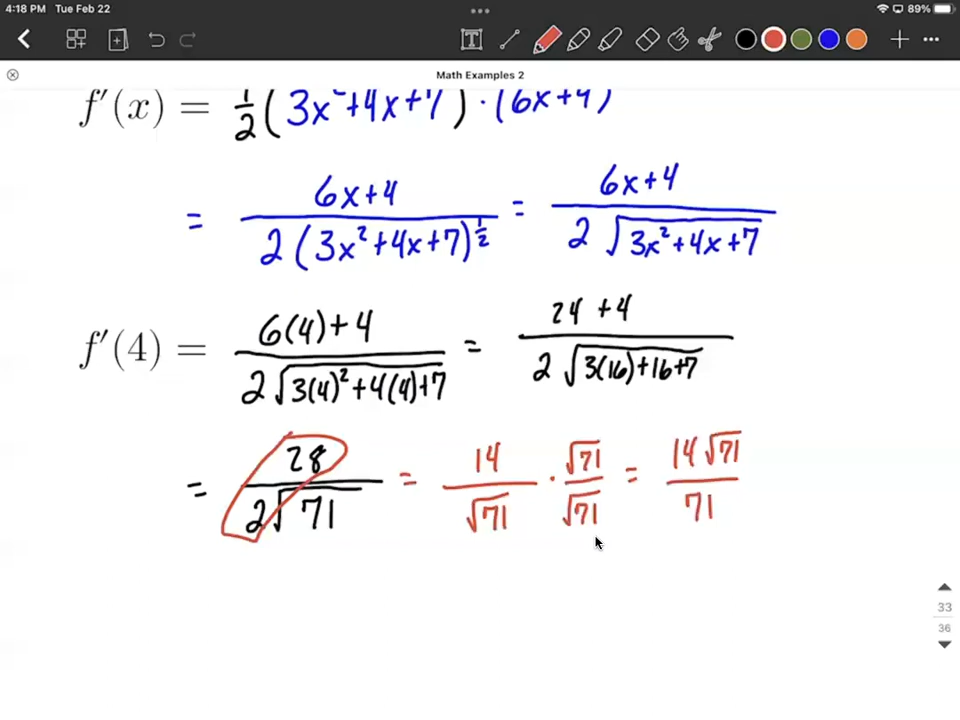 4:18 PM Tue Feb 22 89%
T
Math Examples 2
f'(x) = 1/2 (3x²+4x+7) · (6x+4)
= (6x+4) / (2(3x²+4x+7)^(1/2)) = (6x+4) / (2√(3x²+4x+7))
f'(4) = (6(4)+4) / (2√(3(4)²+4(4)+7)) = (24+4) / (2√(3(16)+16+7))
= 28 / (2√71) = 14/√71 · √71/√71 = 14√71 / 71
33
36